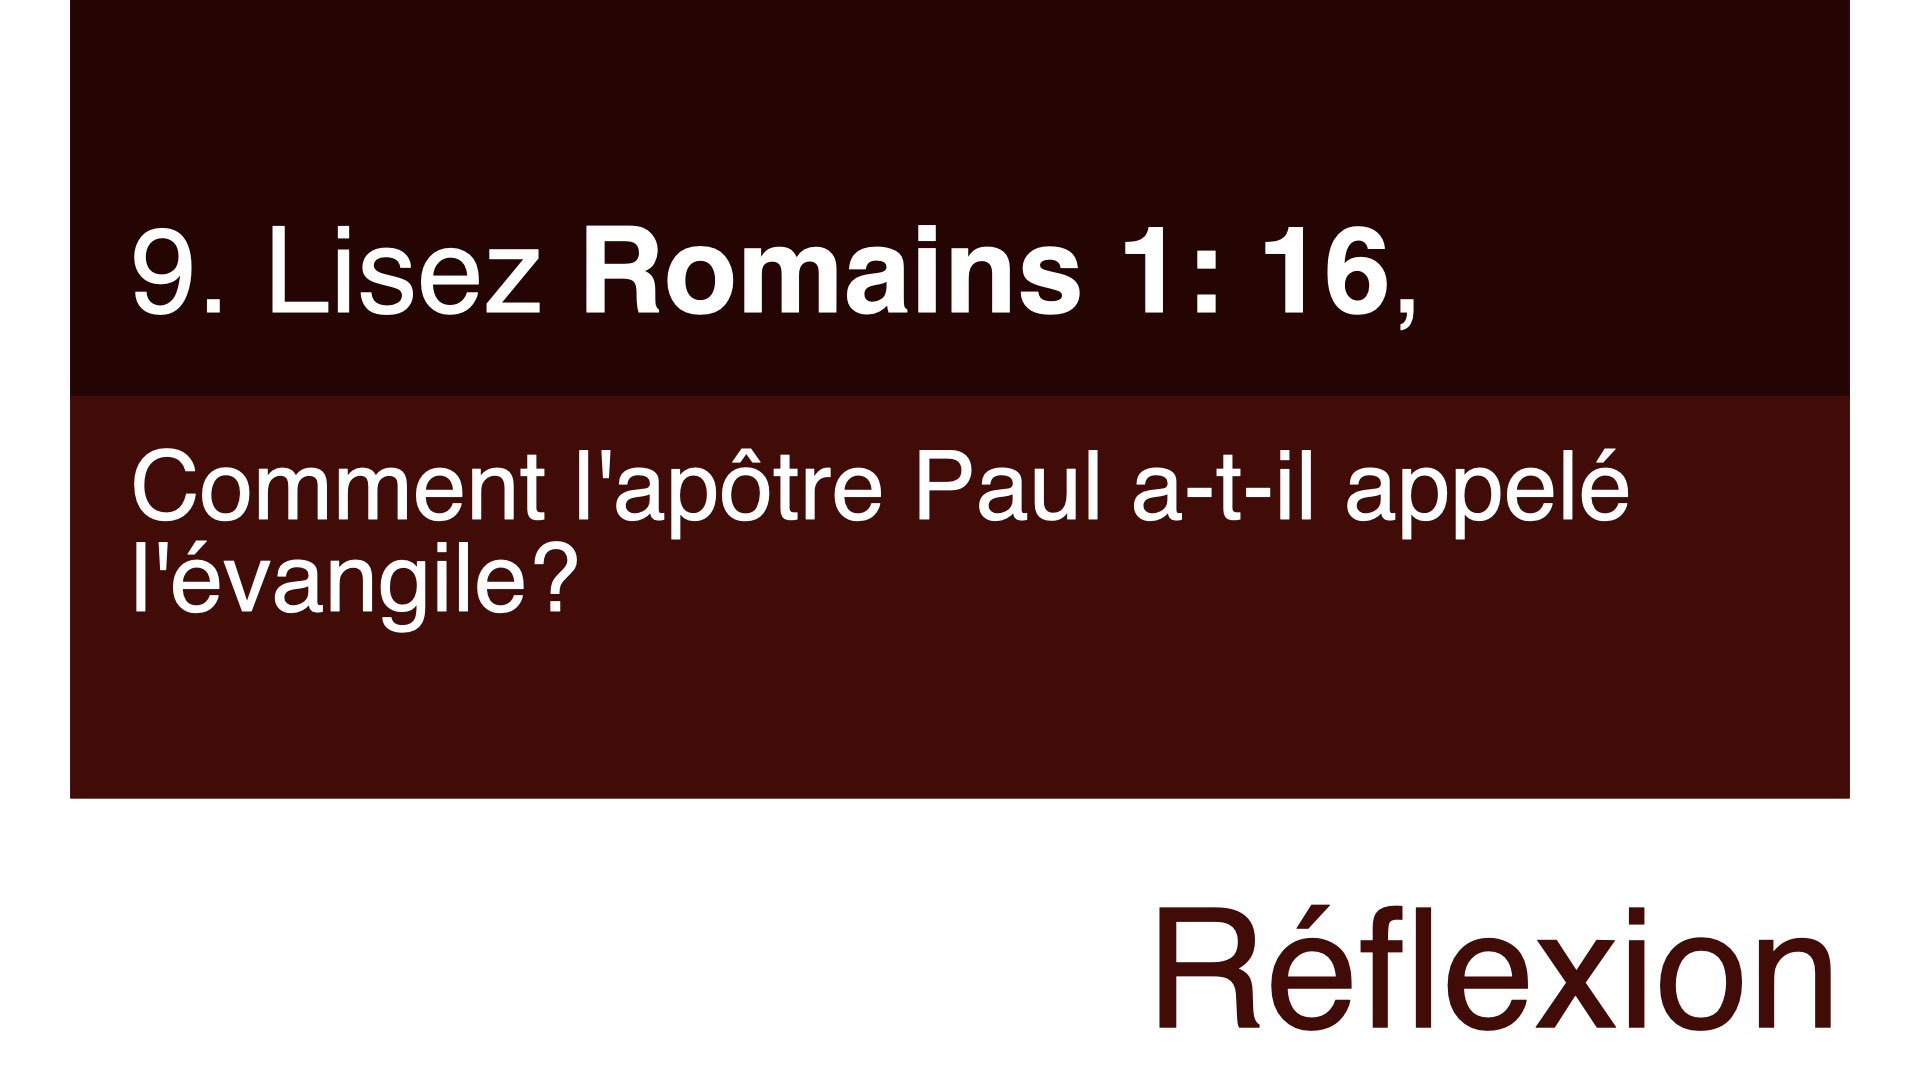 9. Lisez Romains 1: 16,
Comment l'apôtre Paul a-t-il appelé
l'évangile?
Réflexion